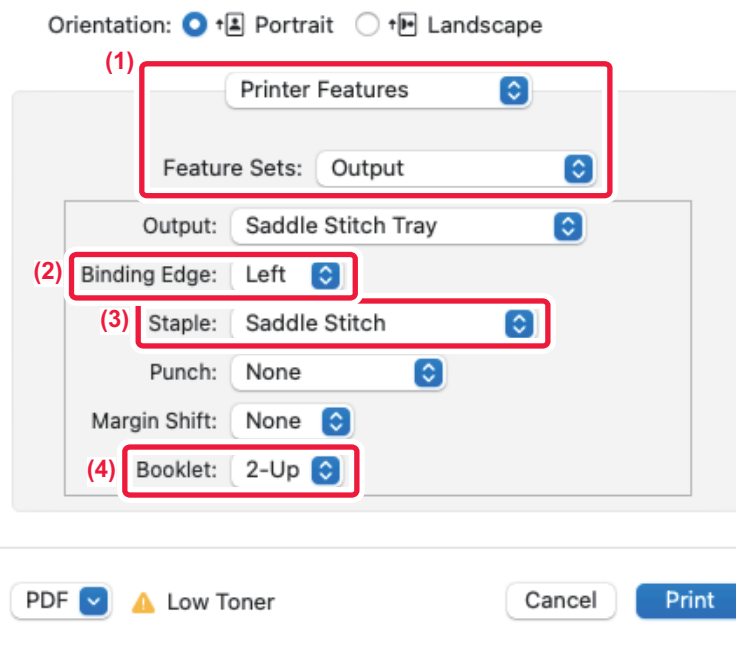 Orientation: Portrait Landscape
(1)
Printer Features
Feature Sets: Output
Output: Saddle Stitch Tray
(2) Binding Edge: Left
(3) Staple: Saddle Stitch
Punch: None
Margin Shift: None
(4) Booklet: 2-Up
PDF Low Toner Cancel Print